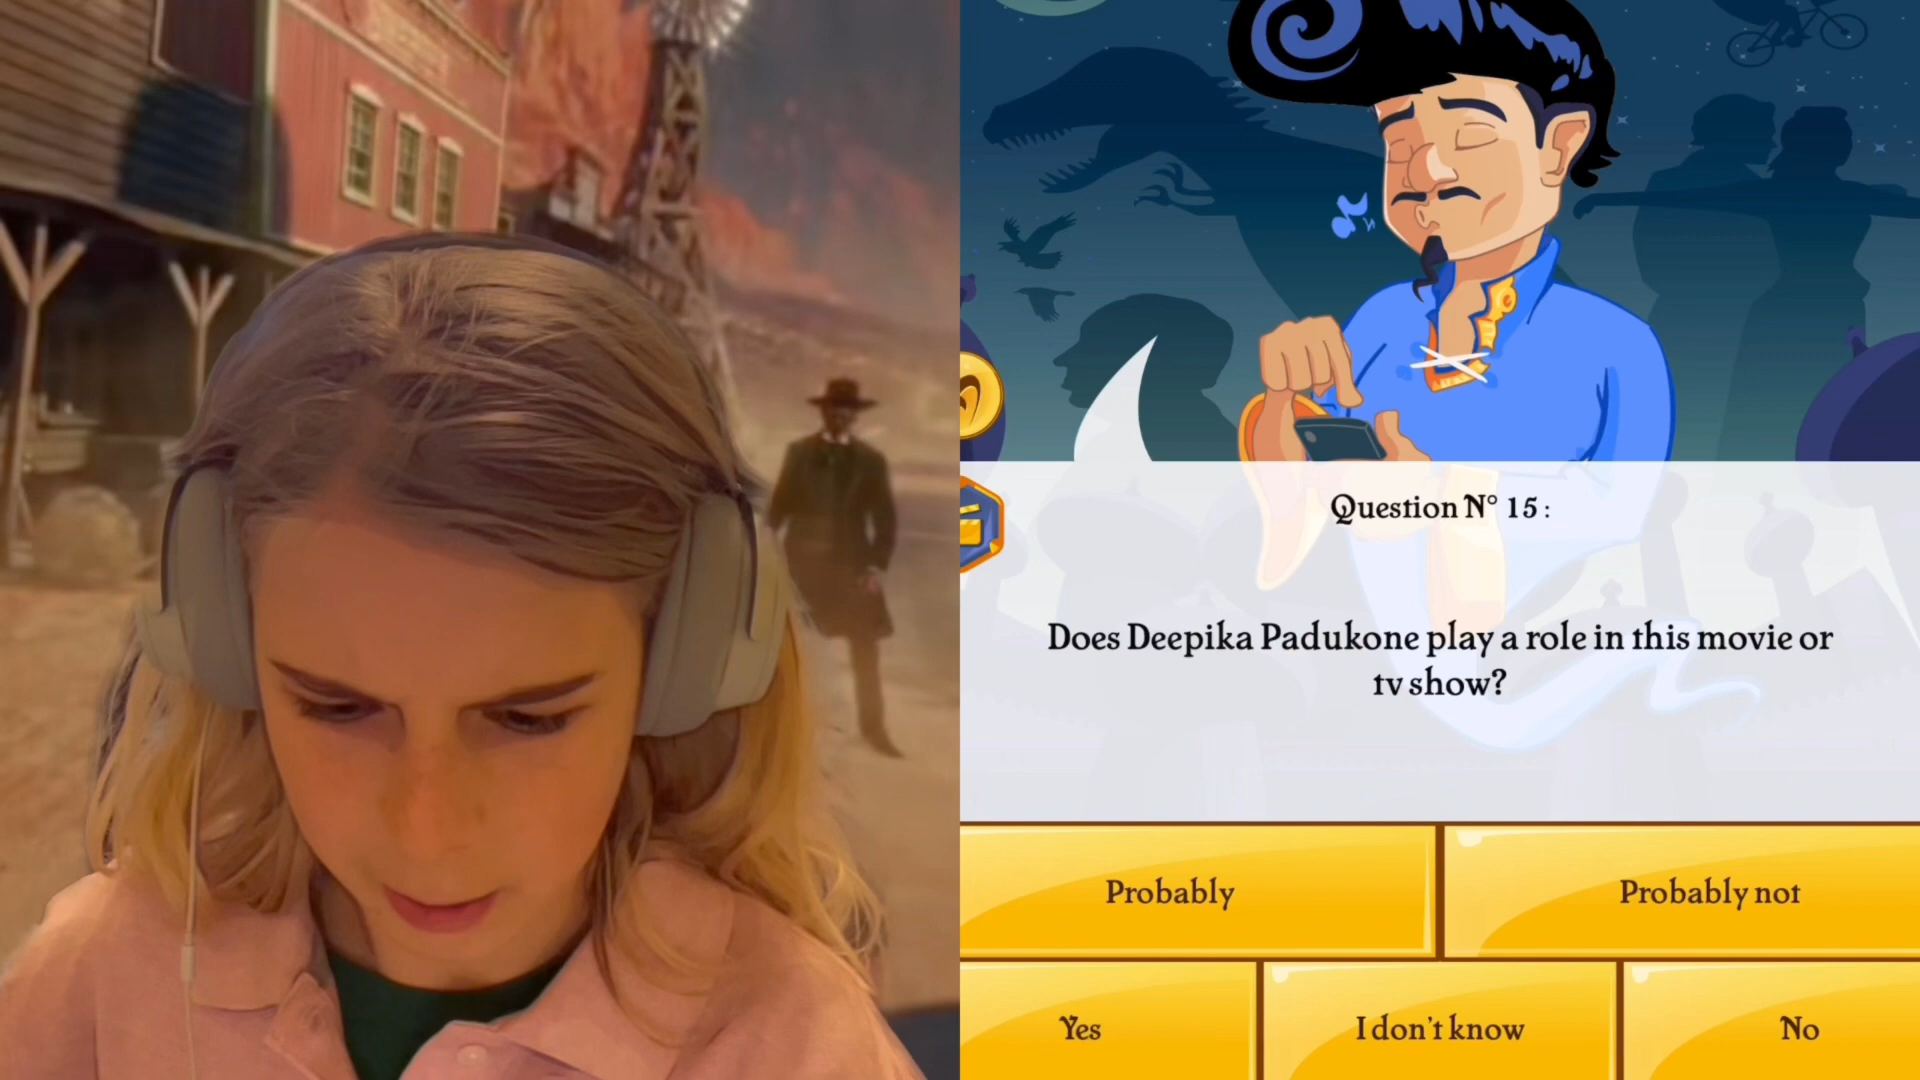 Question N° 15 :
Does Deepika Padukone play a role in this movie or
tv show?
Probably
Probably not
Yes
I don't know
No